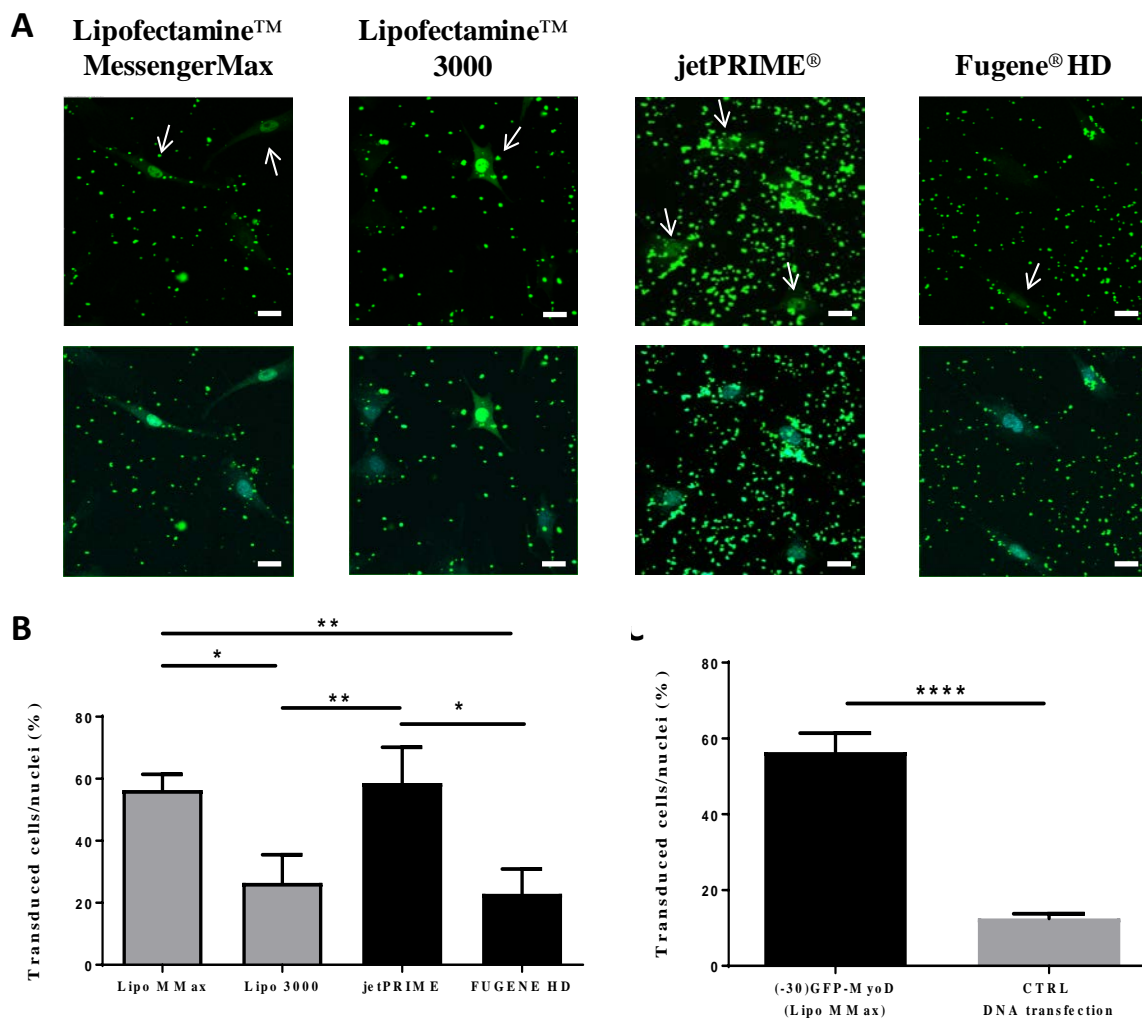 A
Lipofectamine™
MessengerMax
Lipofectamine™
3000
jetPRIME®
Fugene® HD
B
**
*
**
*
Transduced cells/nuclei (%)
80
60
40
20
0
Lipo MMax
Lipo 3000
jetPRIME
FUGENE HD
****
Transduced cells/nuclei (%)
80
60
40
20
0
(-30)GFP-MyoD
(Lipo MMax)
CTRL
DNA transfection